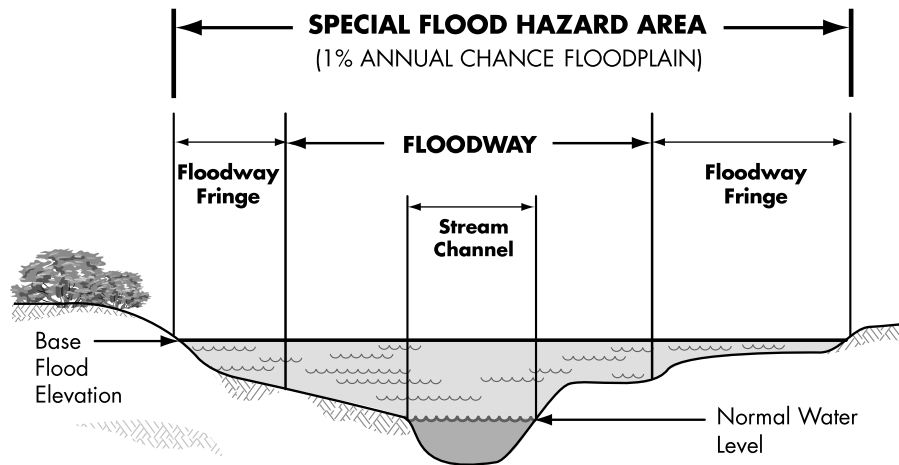 SPECIAL FLOOD HAZARD AREA
(1% ANNUAL CHANCE FLOODPLAIN)
FLOODWAY
Floodway
Fringe
Floodway
Fringe
Stream
Channel
Base
Flood
Elevation
Normal Water
Level